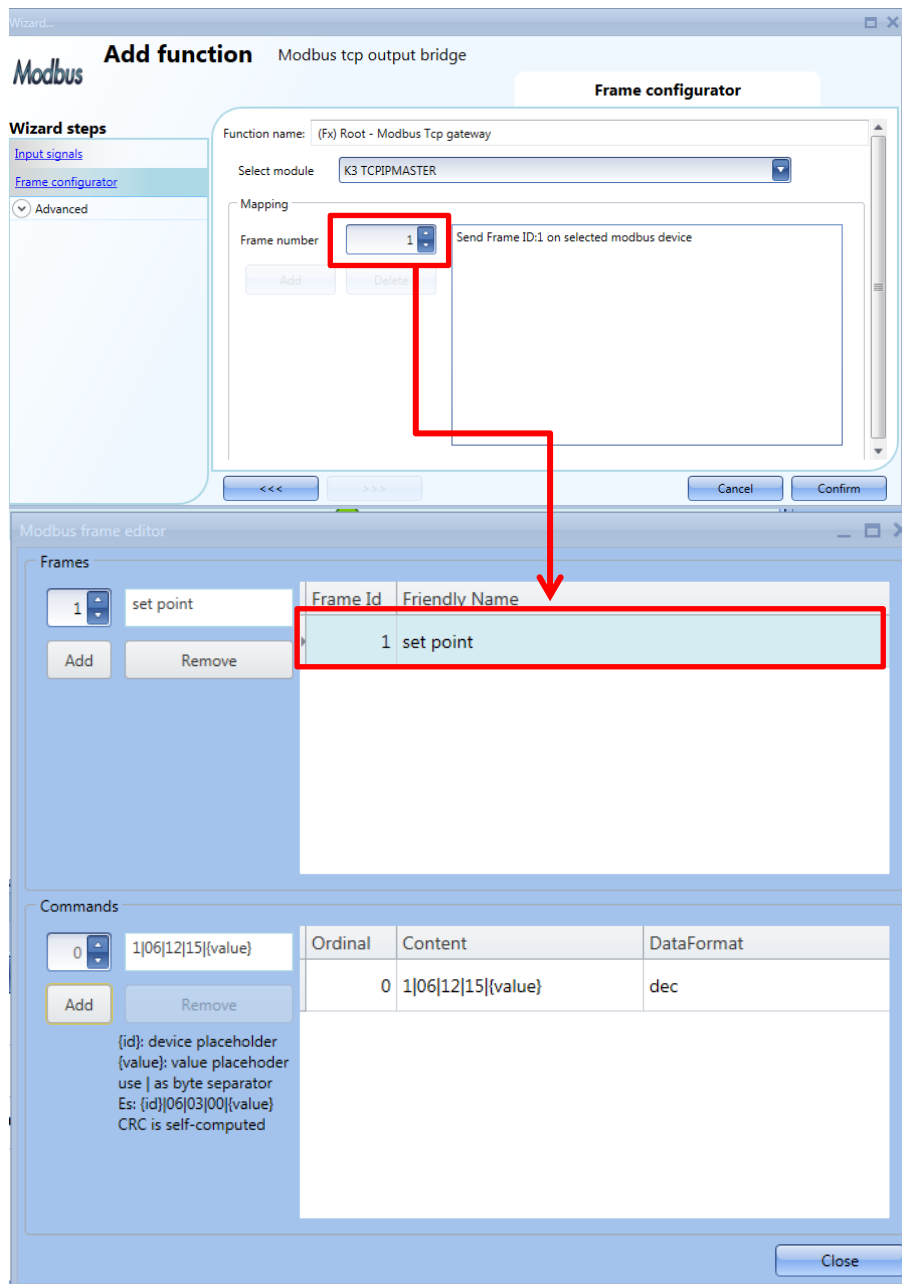 Wizard...
Modbus
Add function Modbus tcp output bridge
Frame configurator
Wizard steps
Input signals
Frame configurator
Advanced
Function name: (Fx) Root - Modbus Tcp gateway
Select module K3 TCPIPMASTER
Mapping
Frame number 1
Send Frame ID:1 on selected modbus device
Add Delete
<<< >>> Cancel Confirm
Modbus frame editor
Frames
1 set point
Add Remove
Frame Id Friendly Name
1 set point
Commands
0 1|06|12|15|{value}
Add Remove
{id}: device placeholder
{value}: value placehoder
use | as byte separator
Es: {id}|06|03|00|{value}
CRC is self-computed
Ordinal Content DataFormat
0 1|06|12|15|{value} dec
Close